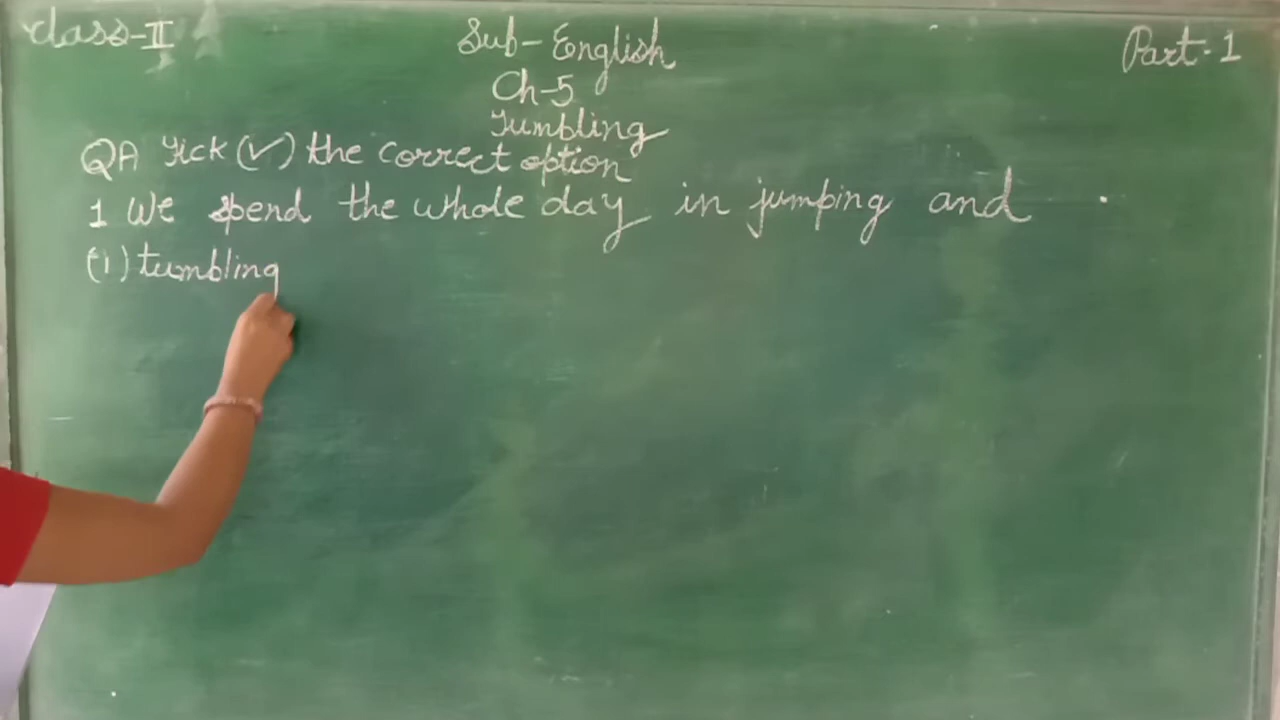 Class-II
Sub-English
Part-1
Ch-5
Tumbling
QA Tick (✓) the correct option
1 We spend the whole day in jumping and .
(1) tumbling